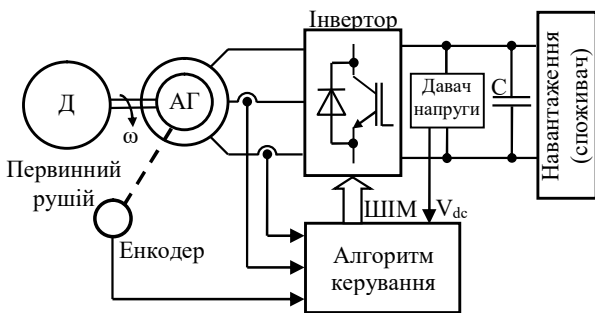 Інвертор
Д
АГ
ω
Первинний
рушій
Енкодер
Давач
напруги
C
Навантаження
(споживач)
ШІМ
Vdc
Алгоритм
керування